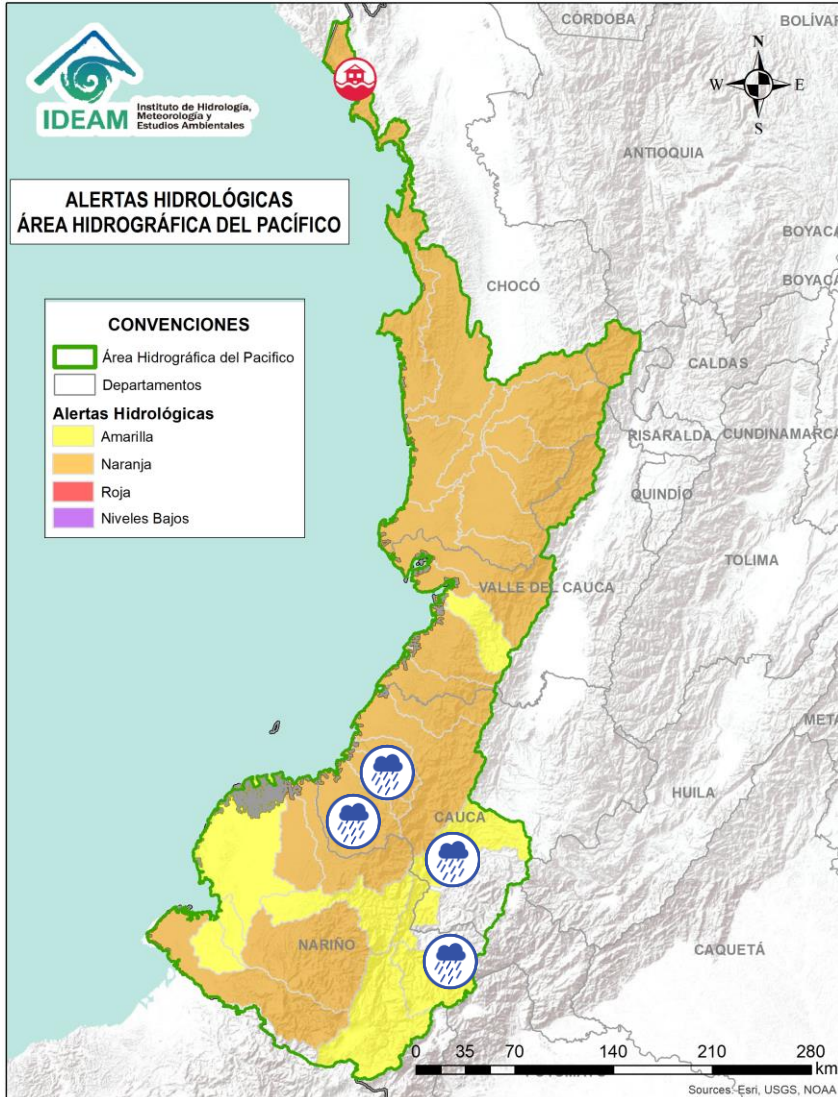 CÓRDOBA
BOLÍVAR
N
W
E
S
IDEAM
Instituto de Hidrología,
Meteorología y
Estudios Ambientales
ANTIOQUIA
ALERTAS HIDROLÓGICAS
ÁREA HIDROGRÁFICA DEL PACÍFICO
BOYACÁ
BOYACÁ
CHOCÓ
CONVENCIONES
Área Hidrográfica del Pacifico
Departamentos
Alertas Hidrológicas
Amarilla
Naranja
Roja
Niveles Bajos
CALDAS
RISARALDA
CUNDINAMARCA
QUINDÍO
TOLIMA
VALLE DEL CAUCA
META
HUILA
CAUCA
NARIÑO
CAQUETÁ
0 35 70 140 210 280
km
Sources: Esri, USGS, NOAA